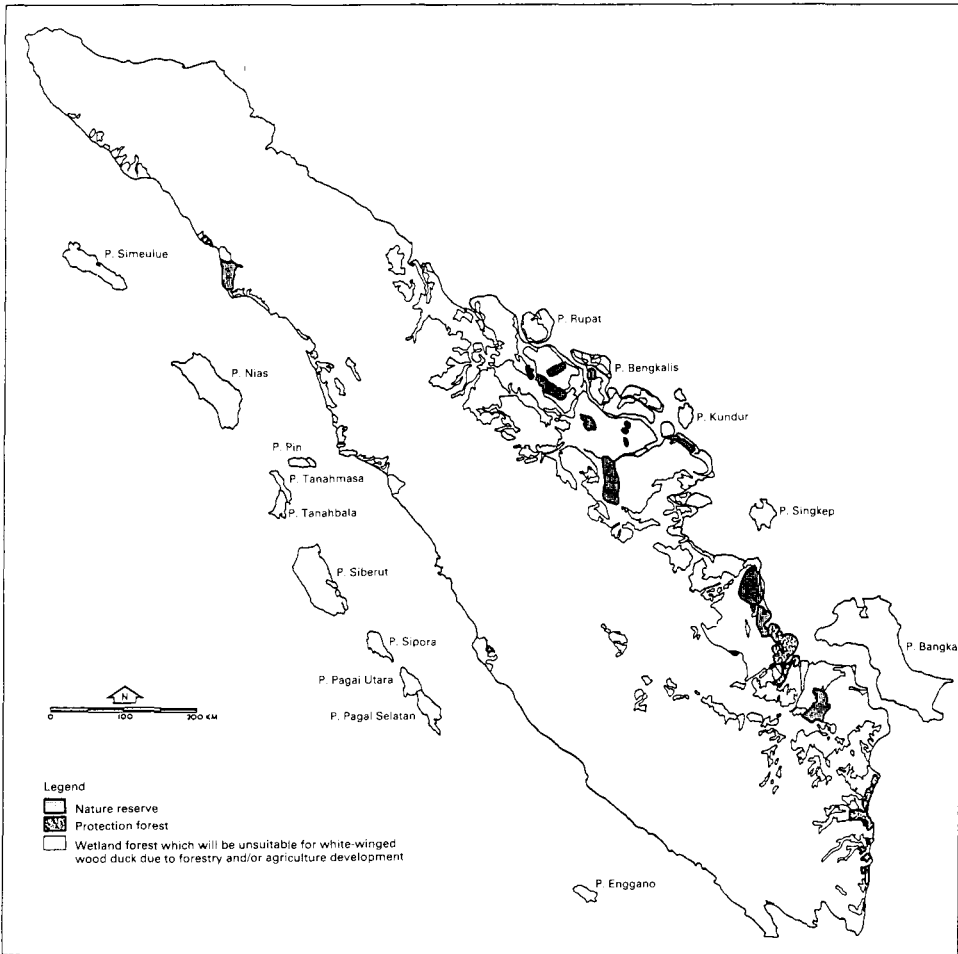 P. Simeulue
P. Rupat
P. Nias
P. Bengkalis
P. Kundur
P. Pin
P. Tanahmasa
P. Tanahbala
P. Singkep
P. Siberut
P. Sipora
P. Bangka
P. Pagai Utara
P. Pagal Selatan
N
0 100 200 KM
Legend
Nature reserve
Protection forest
Wetland forest which will be unsuitable for white-winged
wood duck due to forestry and/or agriculture development
P. Enggano